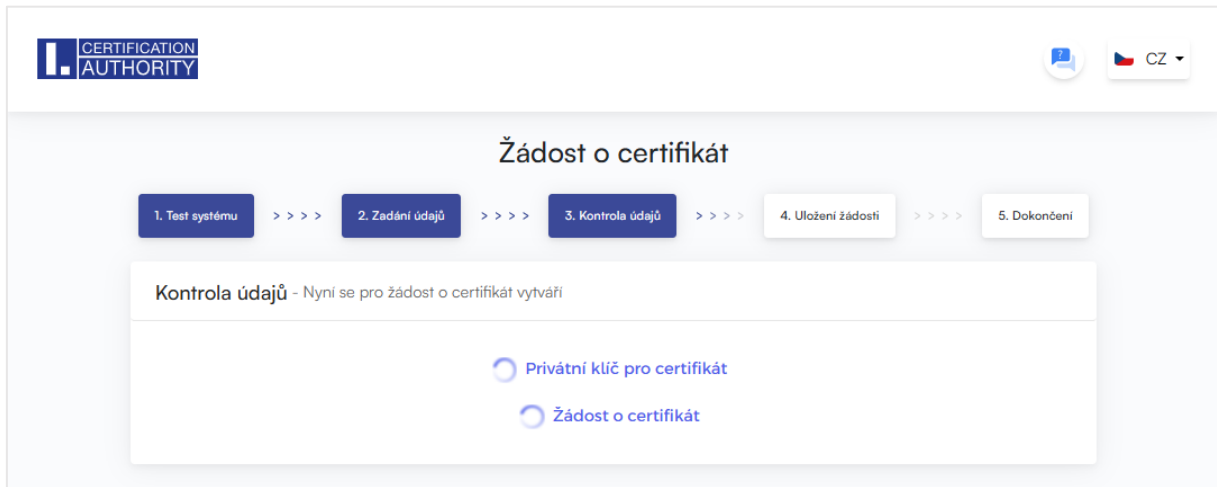 I. CERTIFICATION
AUTHORITY
?
CZ
Žádost o certifikát
1. Test systému > > > > 2. Zadání údajů > > > > 3. Kontrola údajů > > > > 4. Uložení žádosti > > > > 5. Dokončení
Kontrola údajů - Nyní se pro žádost o certifikát vytváří
Privátní klíč pro certifikát
Žádost o certifikát